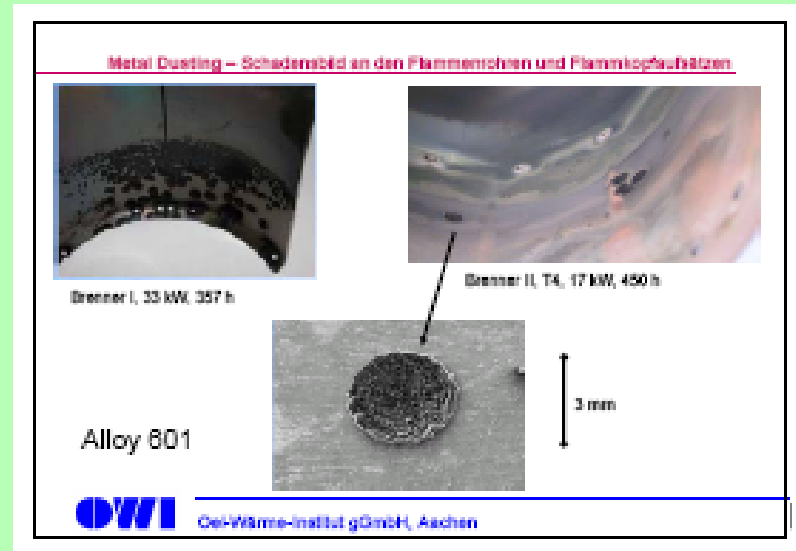 Metal Dusting – Schadensbild an den Flammenrohren und Flammkopfaufsätzen
Brenner I, 33 kW, 357 h
Brenner II, T4, 17 kW, 450 h
3 mm
Alloy 601
OWI
Oel-Wärme-Institut gGmbH, Aachen